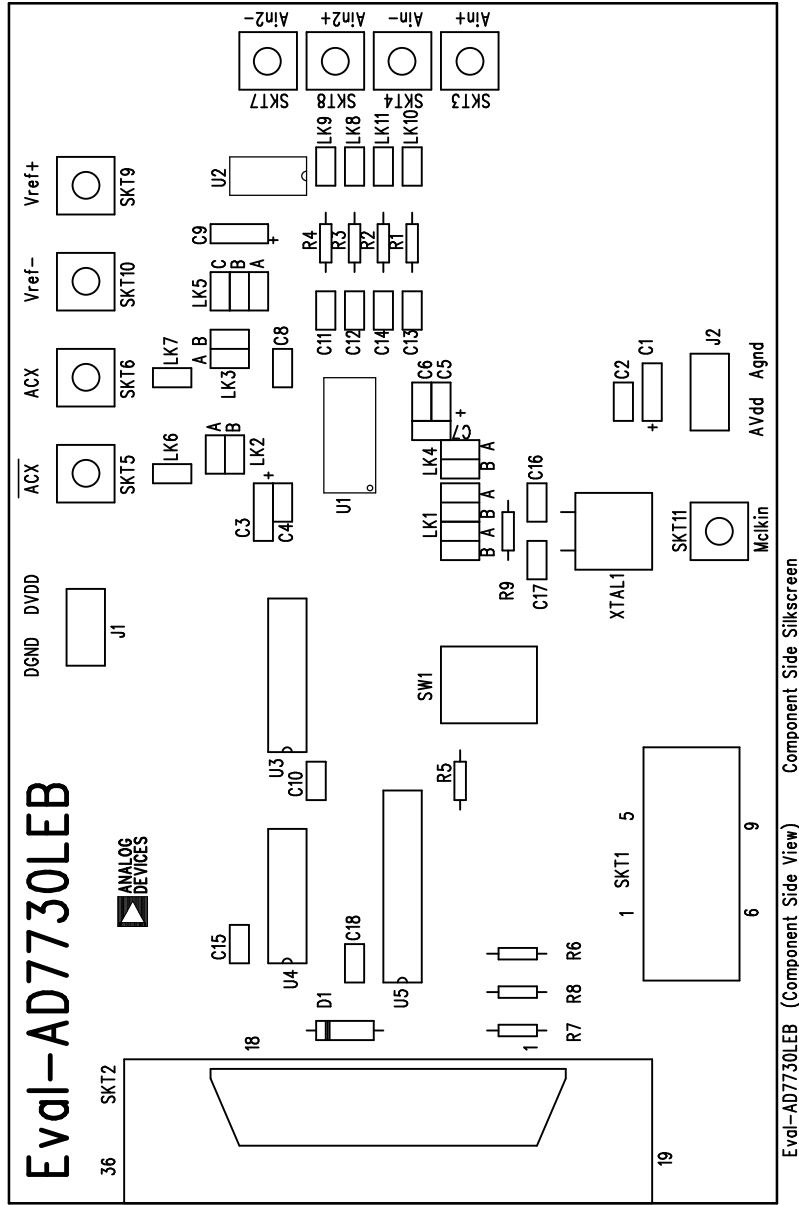 Eval-AD7730LEB
ANALOG
DEVICES
SKT2
36
18
1
19
DGND DVDD
J1
ACX
SKT5
ACX
SKT6
Vref-
SKT10
Vref+
SKT9
SKT7
Ain2-
SKT8
Ain2+
SKT4
Ain-
SKT3
Ain+
LK6
LK7
A
B
LK2
A B
LK3
LK5
C
B
A
C9
+
U2
LK9
LK8
LK11
LK10
R4
R3
R2
R1
C11
C12
C14
C13
C8
C3
+
C4
U1
C6
C5
C7
+
LK4
B A
LK1
B A B A
R9
C16
C17
XTAL1
SKT11
Mclkin
C2
C1
+
J2
AVdd Agnd
U3
C10
SW1
R5
C15
U4
C18
U5
D1
R6
R8
R7
SKT1
1
5
6
9
Eval-AD7730LEB (Component Side View) Component Side Silkscreen